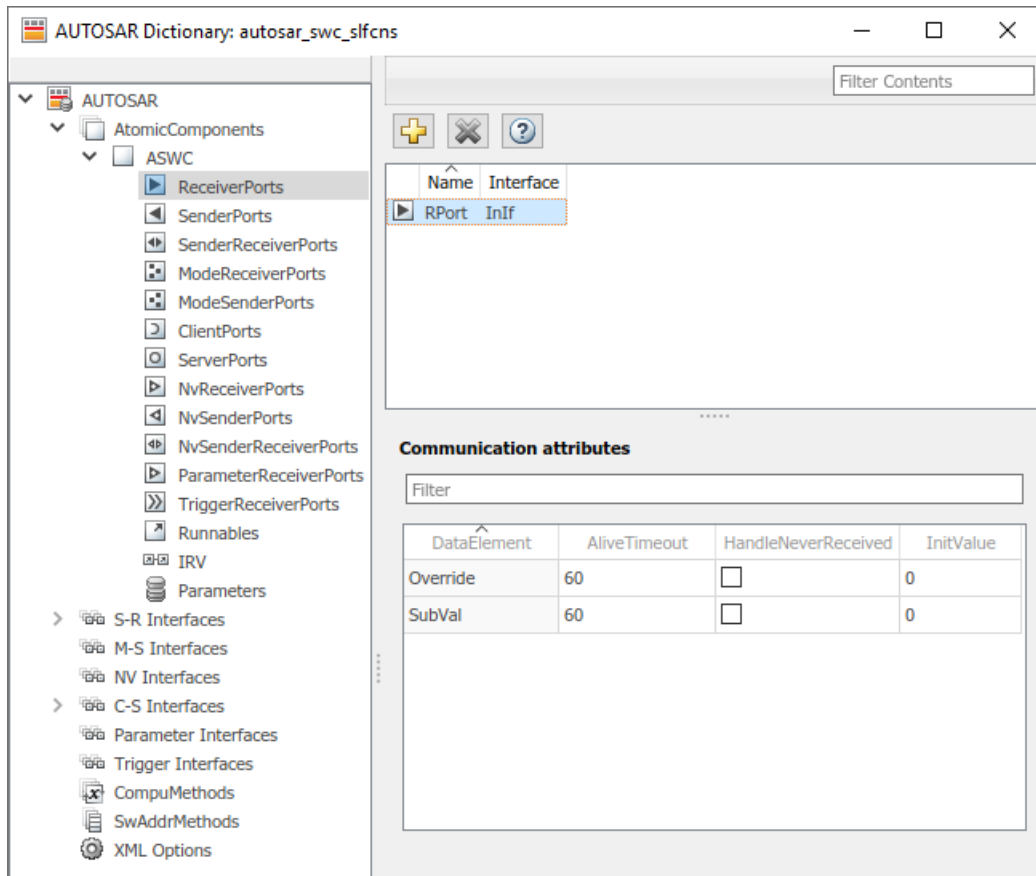 AUTOSAR Dictionary: autosar_swc_slfcns
Filter Contents
AUTOSAR
AtomicComponents
ASWC
ReceiverPorts
SenderPorts
SenderReceiverPorts
ModeReceiverPorts
ModeSenderPorts
ClientPorts
ServerPorts
NvReceiverPorts
NvSenderPorts
NvSenderReceiverPorts
ParameterReceiverPorts
TriggerReceiverPorts
Runnables
IRV
Parameters
S-R Interfaces
M-S Interfaces
NV Interfaces
C-S Interfaces
Parameter Interfaces
Trigger Interfaces
CompuMethods
SwAddrMethods
XML Options
Name Interface
RPort InIf
Communication attributes
Filter
DataElement AliveTimeout HandleNeverReceived InitValue
Override 60 0
SubVal 60 0